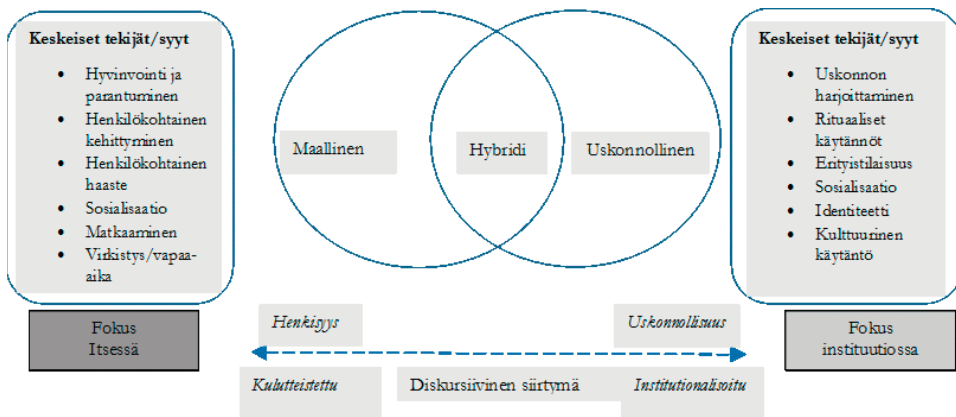 Keskeiset tekijät/syyt
• Hyvinvointi ja
parantuminen
• Henkilökohtainen
kehittyminen
• Henkilökohtainen
haaste
• Sosialisaatio
• Matkaaminen
• Virkistys/vapaa-
aika
Fokus
Itsessä
Maallinen
Hybridi
Uskonnollinen
Keskeiset tekijät/syyt
• Uskonnon
harjoittaminen
• Rituaaliset
käytännöt
• Erityistilaisuus
• Sosialisaatio
• Identiteetti
• Kulttuurinen
käytäntö
Fokus
instituutiossa
Henkisyys
Uskonnollisuus
Kulutteistettu
Diskursiivinen siirtymä
Institutionalisoitu